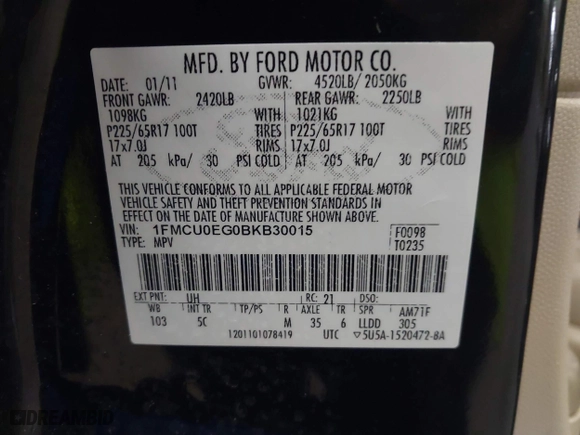 MFD. BY FORD MOTOR CO.
DATE: 01/11 GVWR: 4520LB/ 2050KG
FRONT GAWR: 2420LB REAR GAWR: 2250LB
1098KG WITH 1021KG WITH
P225/65R17 100T TIRES P225/65R17 100T TIRES
17x7.0J RIMS 17x7.0J RIMS
AT 205 kPa/ 30 PSI COLD AT 205 kPa/ 30 PSI COLD
THIS VEHICLE CONFORMS TO ALL APPLICABLE FEDERAL MOTOR
VEHICLE SAFETY AND THEFT PREVENTION STANDARDS IN
EFFECT ON THE DATE OF MANUFACTURE SHOWN ABOVE.
VIN: 1FMCU0EG0BKB30015 F0098
TYPE: MPV T0235
EXT PNT: UH RC: 21 DSO:
WB INT TR TP/PS R AXLE TR SPR AM71F
103 5C M 35 6 LLDD 305
1201101078419 UTC ▽5U5A-1520472-BA
DREAMBID